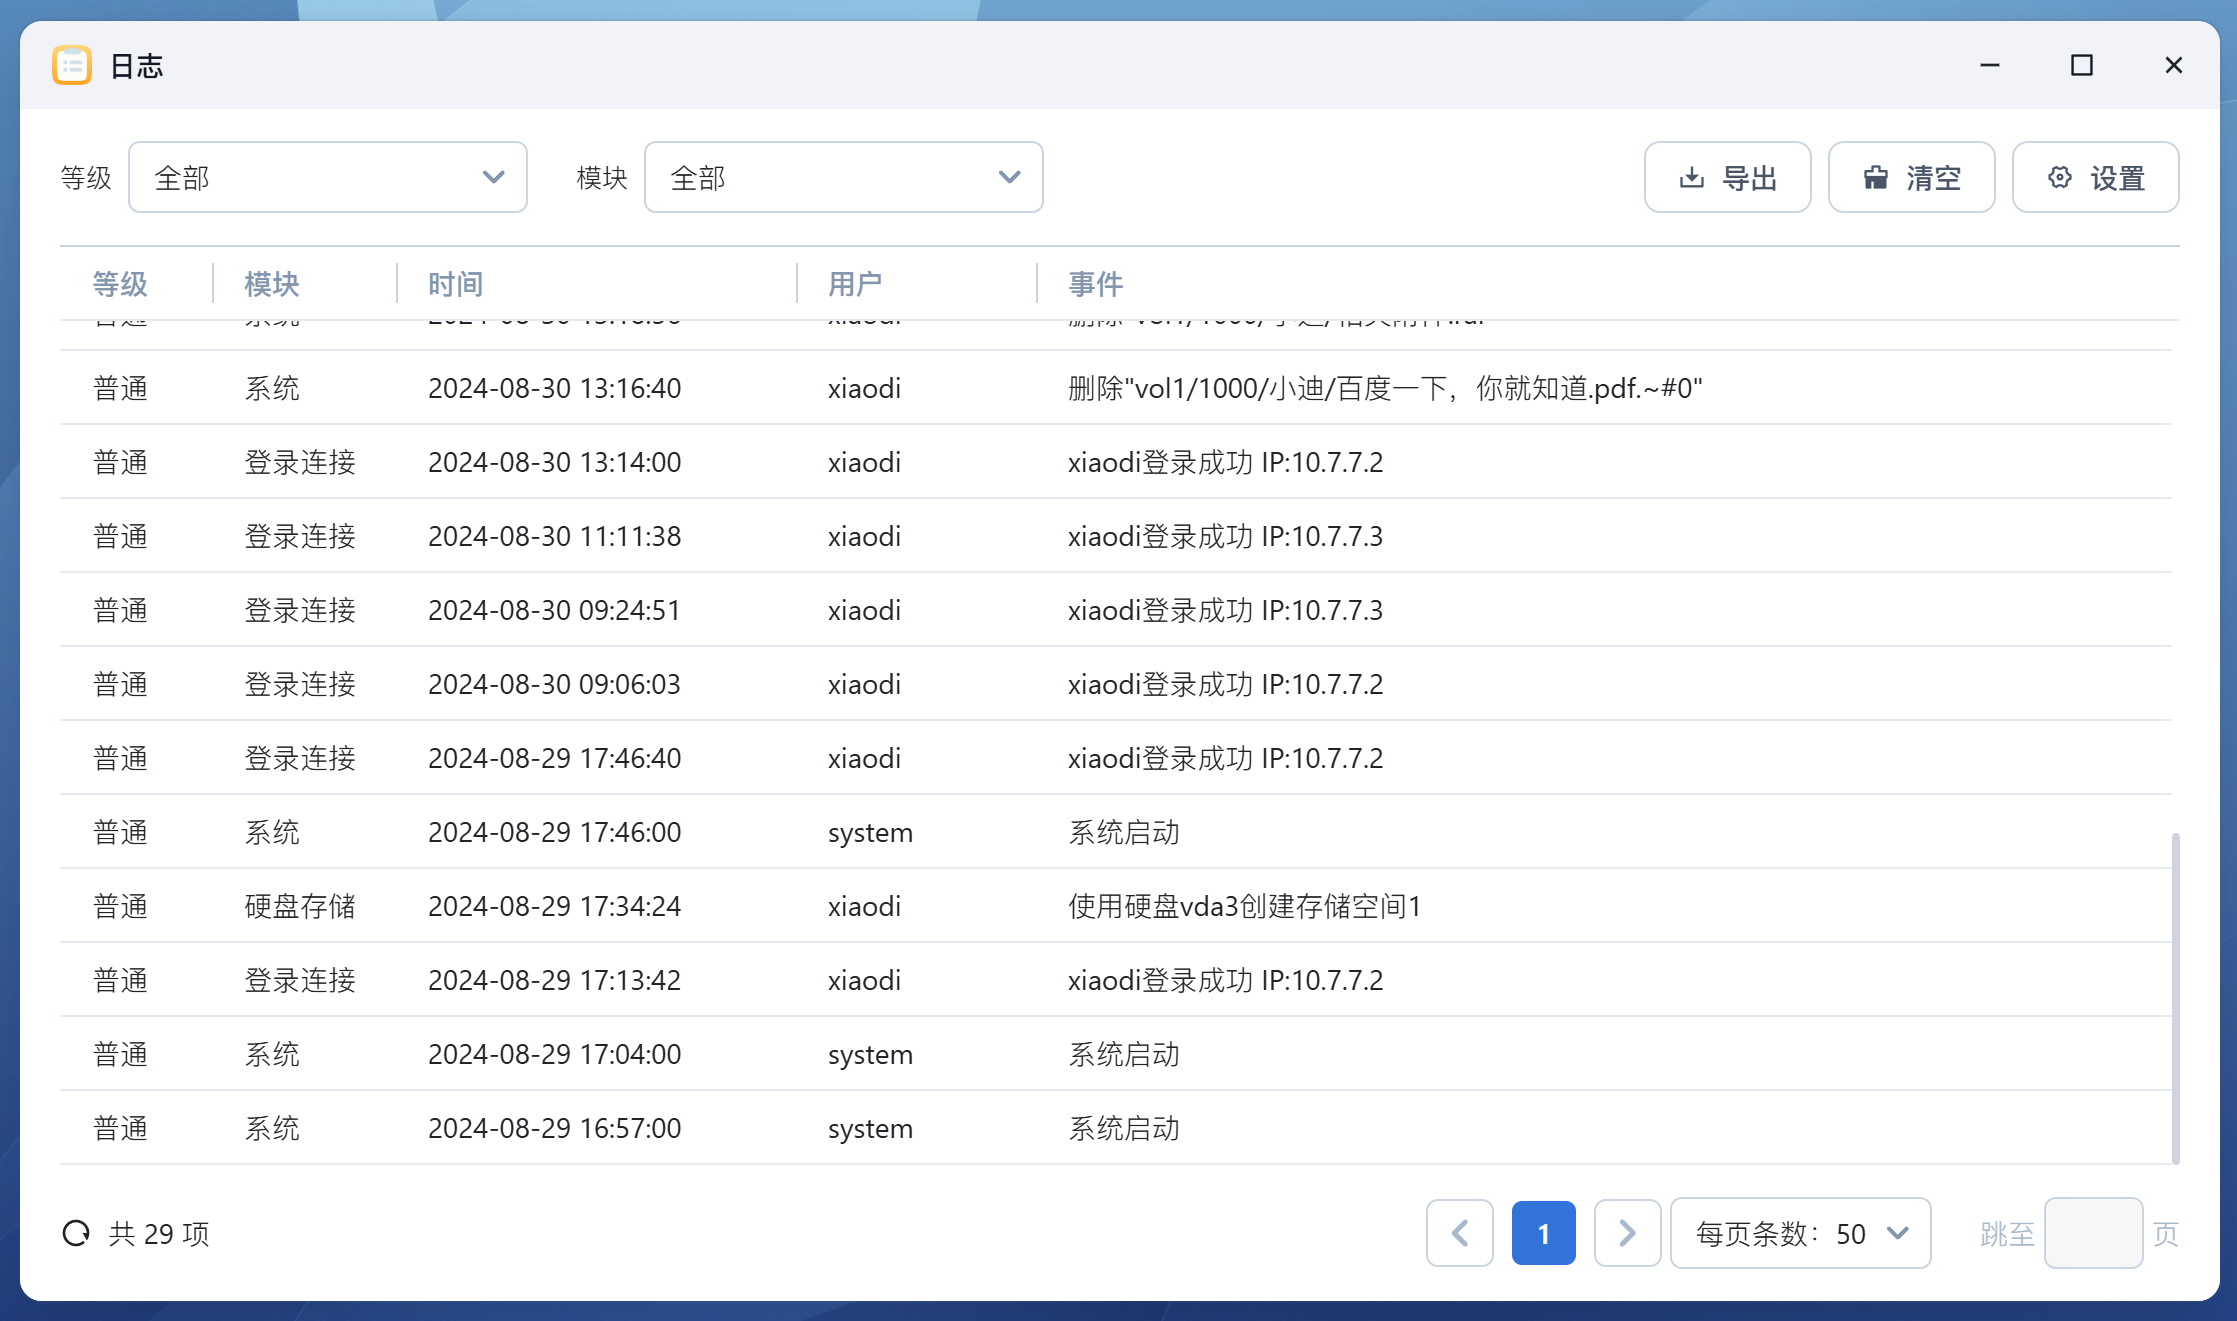 日志
等级 全部 模块 全部 导出 清空 设置
等级 模块 时间 用户 事件
普通 系统 2024-08-30 13:16:40 xiaodi 删除"vol1/1000/小迪/百度一下，你就知道.pdf.~#0"
普通 登录连接 2024-08-30 13:14:00 xiaodi xiaodi登录成功 IP:10.7.7.2
普通 登录连接 2024-08-30 11:11:38 xiaodi xiaodi登录成功 IP:10.7.7.3
普通 登录连接 2024-08-30 09:24:51 xiaodi xiaodi登录成功 IP:10.7.7.3
普通 登录连接 2024-08-30 09:06:03 xiaodi xiaodi登录成功 IP:10.7.7.2
普通 登录连接 2024-08-29 17:46:40 xiaodi xiaodi登录成功 IP:10.7.7.2
普通 系统 2024-08-29 17:46:00 system 系统启动
普通 硬盘存储 2024-08-29 17:34:24 xiaodi 使用硬盘vda3创建存储空间1
普通 登录连接 2024-08-29 17:13:42 xiaodi xiaodi登录成功 IP:10.7.7.2
普通 系统 2024-08-29 17:04:00 system 系统启动
普通 系统 2024-08-29 16:57:00 system 系统启动
共 29 项 1 每页条数：50 跳至 页